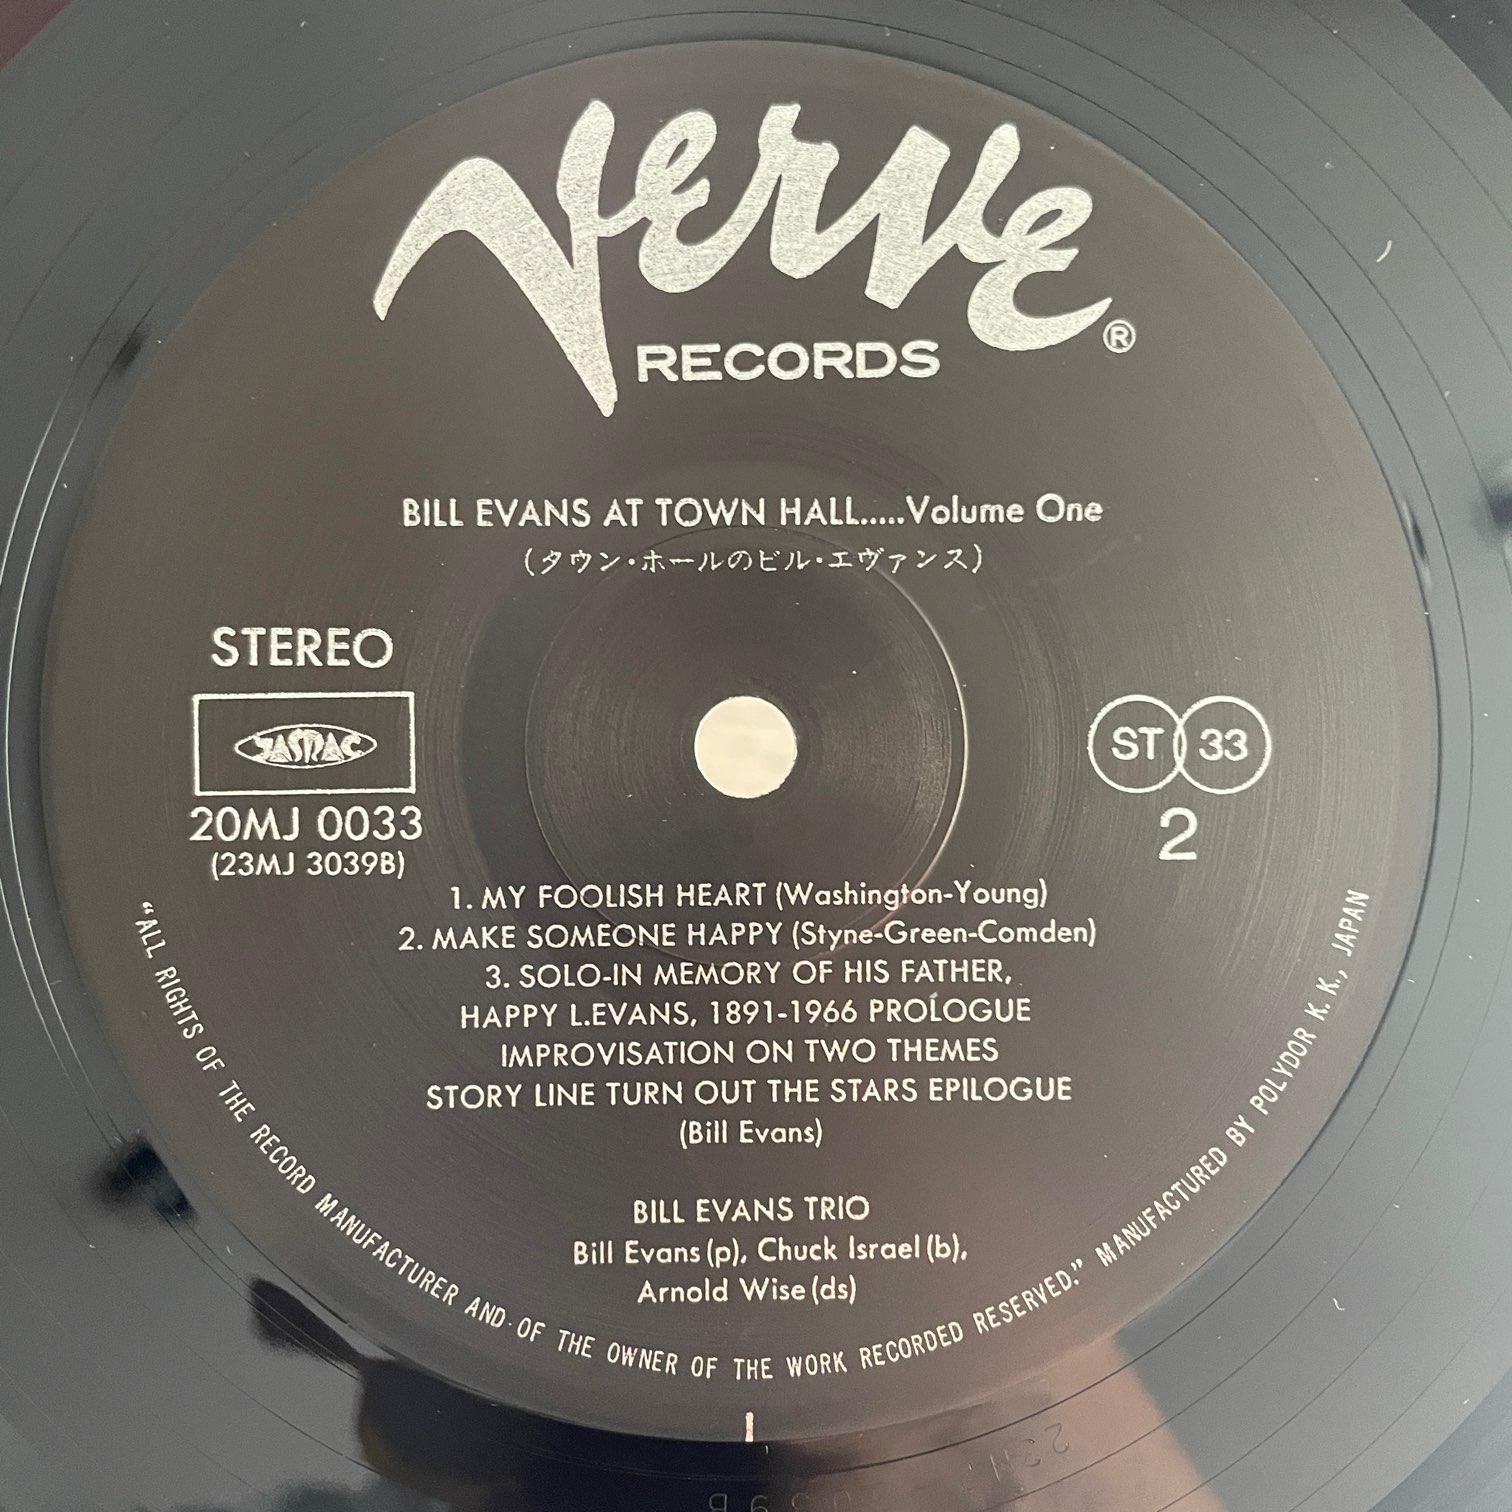 Verve
RECORDS ®
BILL EVANS AT TOWN HALL.....Volume One
(タウン・ホールのビル・エヴァンス)
STEREO
JASRAC
20MJ 0033
(23MJ 3039B)
ST 33
2
1. MY FOOLISH HEART (Washington-Young)
2. MAKE SOMEONE HAPPY (Styne-Green-Comden)
3. SOLO-IN MEMORY OF HIS FATHER,
HAPPY L.EVANS, 1891-1966 PROLOGUE
IMPROVISATION ON TWO THEMES
STORY LINE TURN OUT THE STARS EPILOGUE
(Bill Evans)
BILL EVANS TRIO
Bill Evans (p), Chuck Israel (b),
Arnold Wise (ds)
“ALL RIGHTS OF THE RECORD MANUFACTURER AND OF THE OWNER OF THE WORK RECORDED RESERVED.” MANUFACTURED BY POLYDOR K. K., JAPAN